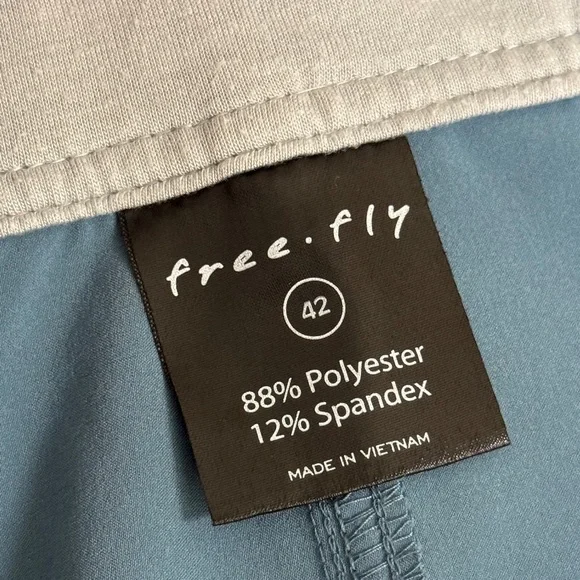 free.fly
42
88% Polyester
12% Spandex
MADE IN VIETNAM